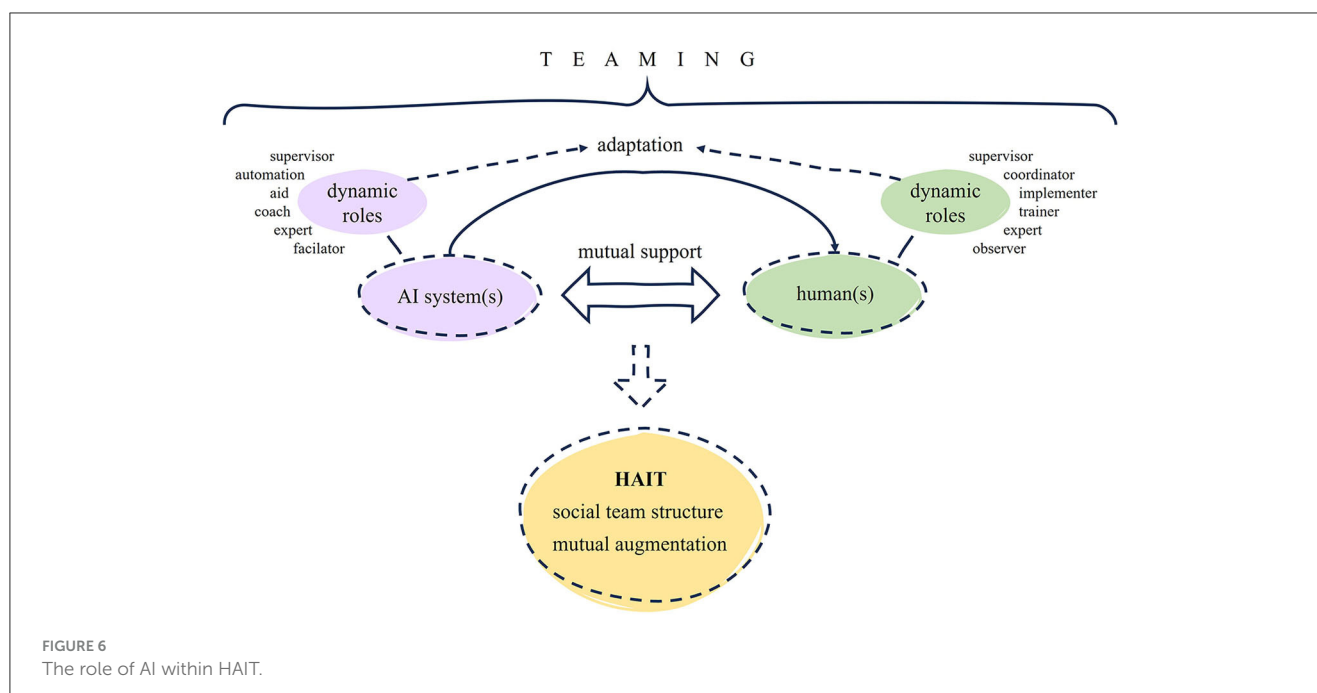 T E A M I N G
adaptation
supervisor
automation
aid
coach
expert
facilator
dynamic
roles
supervisor
coordinator
implementer
trainer
expert
observer
dynamic
roles
mutual support
AI system(s)
human(s)
HAIT
social team structure
mutual augmentation
FIGURE 6
The role of AI within HAIT.